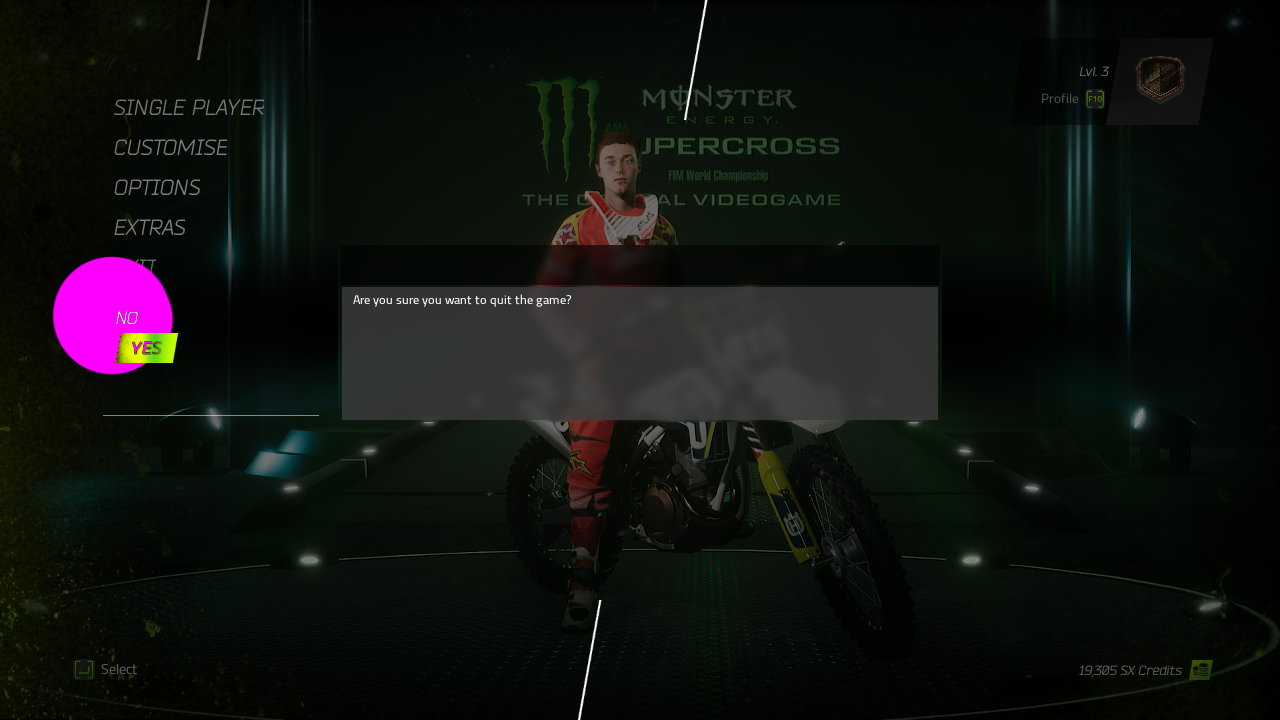 SINGLE PLAYER
CUSTOMISE
OPTIONS
EXTRAS
NO
YES
Lvl. 3
Profile F10
MONSTER
ENERGY.
UPERCROSS
FIM World Championship
THE AL VIDEOGAME
Are you sure you want to quit the game?
Select
19,305 SX Credits